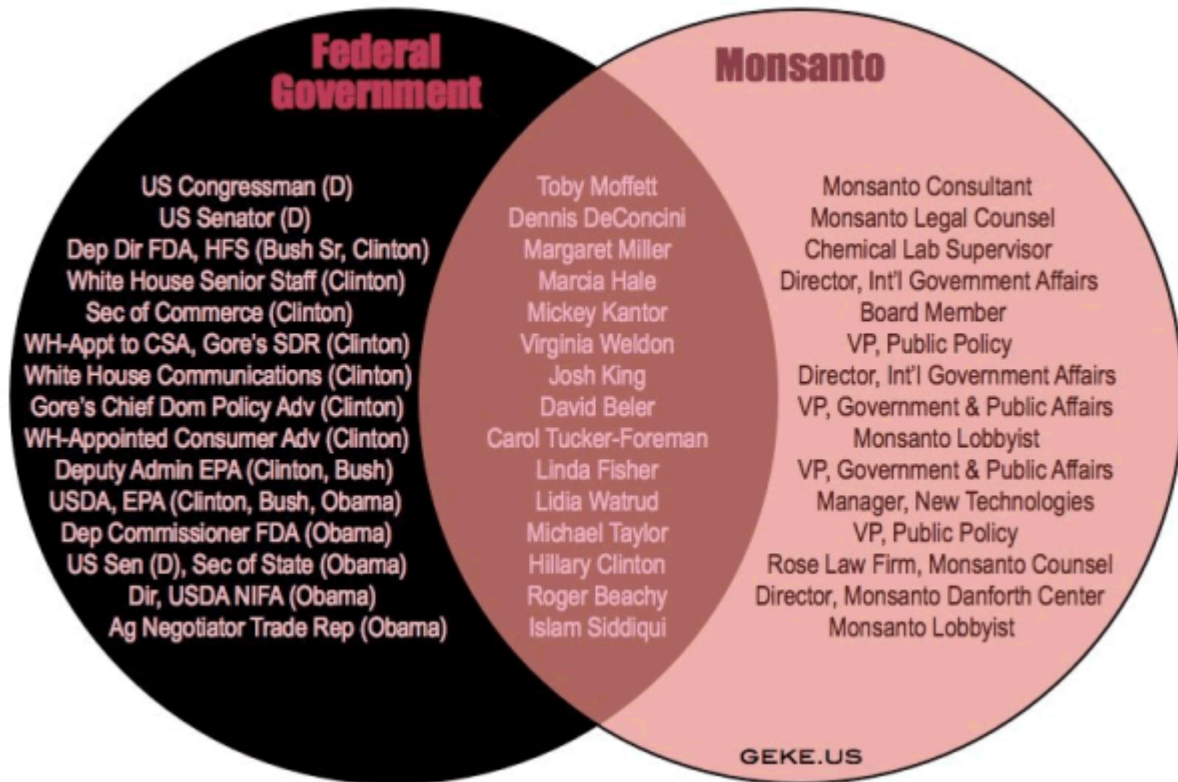 Federal
Government
Monsanto
US Congressman (D) Toby Moffett Monsanto Consultant
US Senator (D) Dennis DeConcini Monsanto Legal Counsel
Dep Dir FDA, HFS (Bush Sr, Clinton) Margaret Miller Chemical Lab Supervisor
White House Senior Staff (Clinton) Marcia Hale Director, Int'l Government Affairs
Sec of Commerce (Clinton) Mickey Kantor Board Member
WH-Appt to CSA, Gore's SDR (Clinton) Virginia Weldon VP, Public Policy
White House Communications (Clinton) Josh King Director, Int'l Government Affairs
Gore's Chief Dom Policy Adv (Clinton) David Beler VP, Government & Public Affairs
WH-Appointed Consumer Adv (Clinton) Carol Tucker-Foreman Monsanto Lobbyist
Deputy Admin EPA (Clinton, Bush) Linda Fisher VP, Government & Public Affairs
USDA, EPA (Clinton, Bush, Obama) Lidia Watrud Manager, New Technologies
Dep Commissioner FDA (Obama) Michael Taylor VP, Public Policy
US Sen (D), Sec of State (Obama) Hillary Clinton Rose Law Firm, Monsanto Counsel
Dir, USDA NIFA (Obama) Roger Beachy Director, Monsanto Danforth Center
Ag Negotiator Trade Rep (Obama) Islam Siddiqui Monsanto Lobbyist
GEKE.US